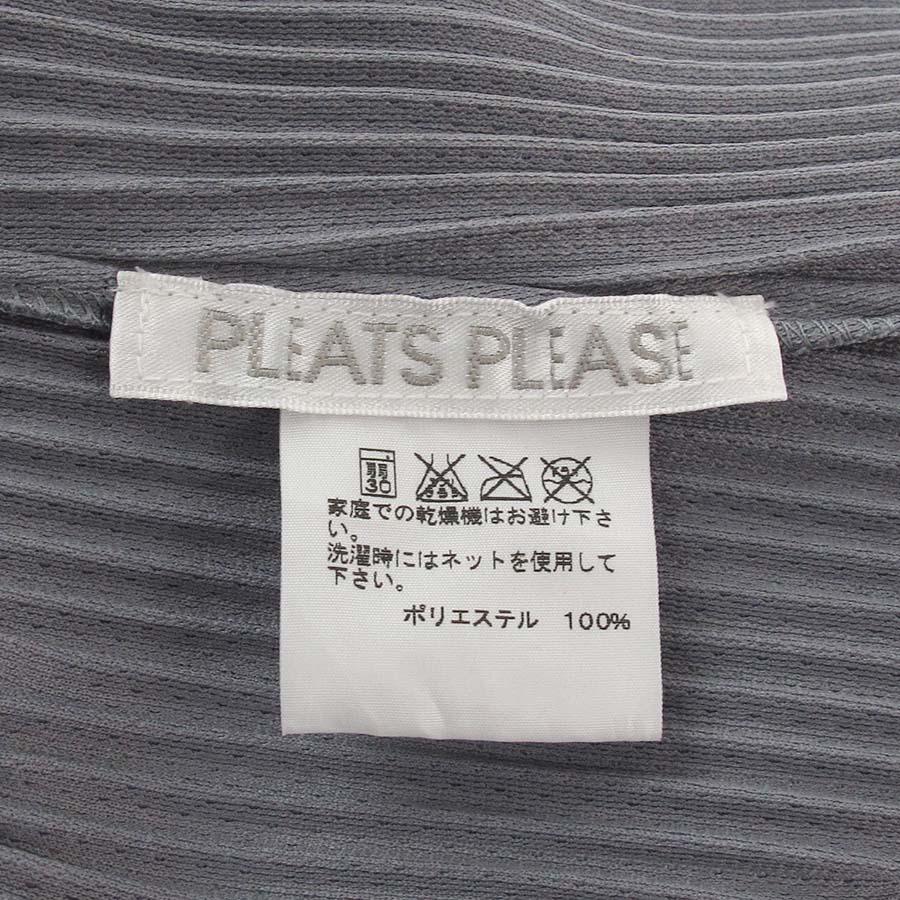 PLEATS PLEASE
弱
30
家庭での乾燥機はお避け下さ
い。
洗濯時にはネットを使用して
下さい。
ポリエステル 100%